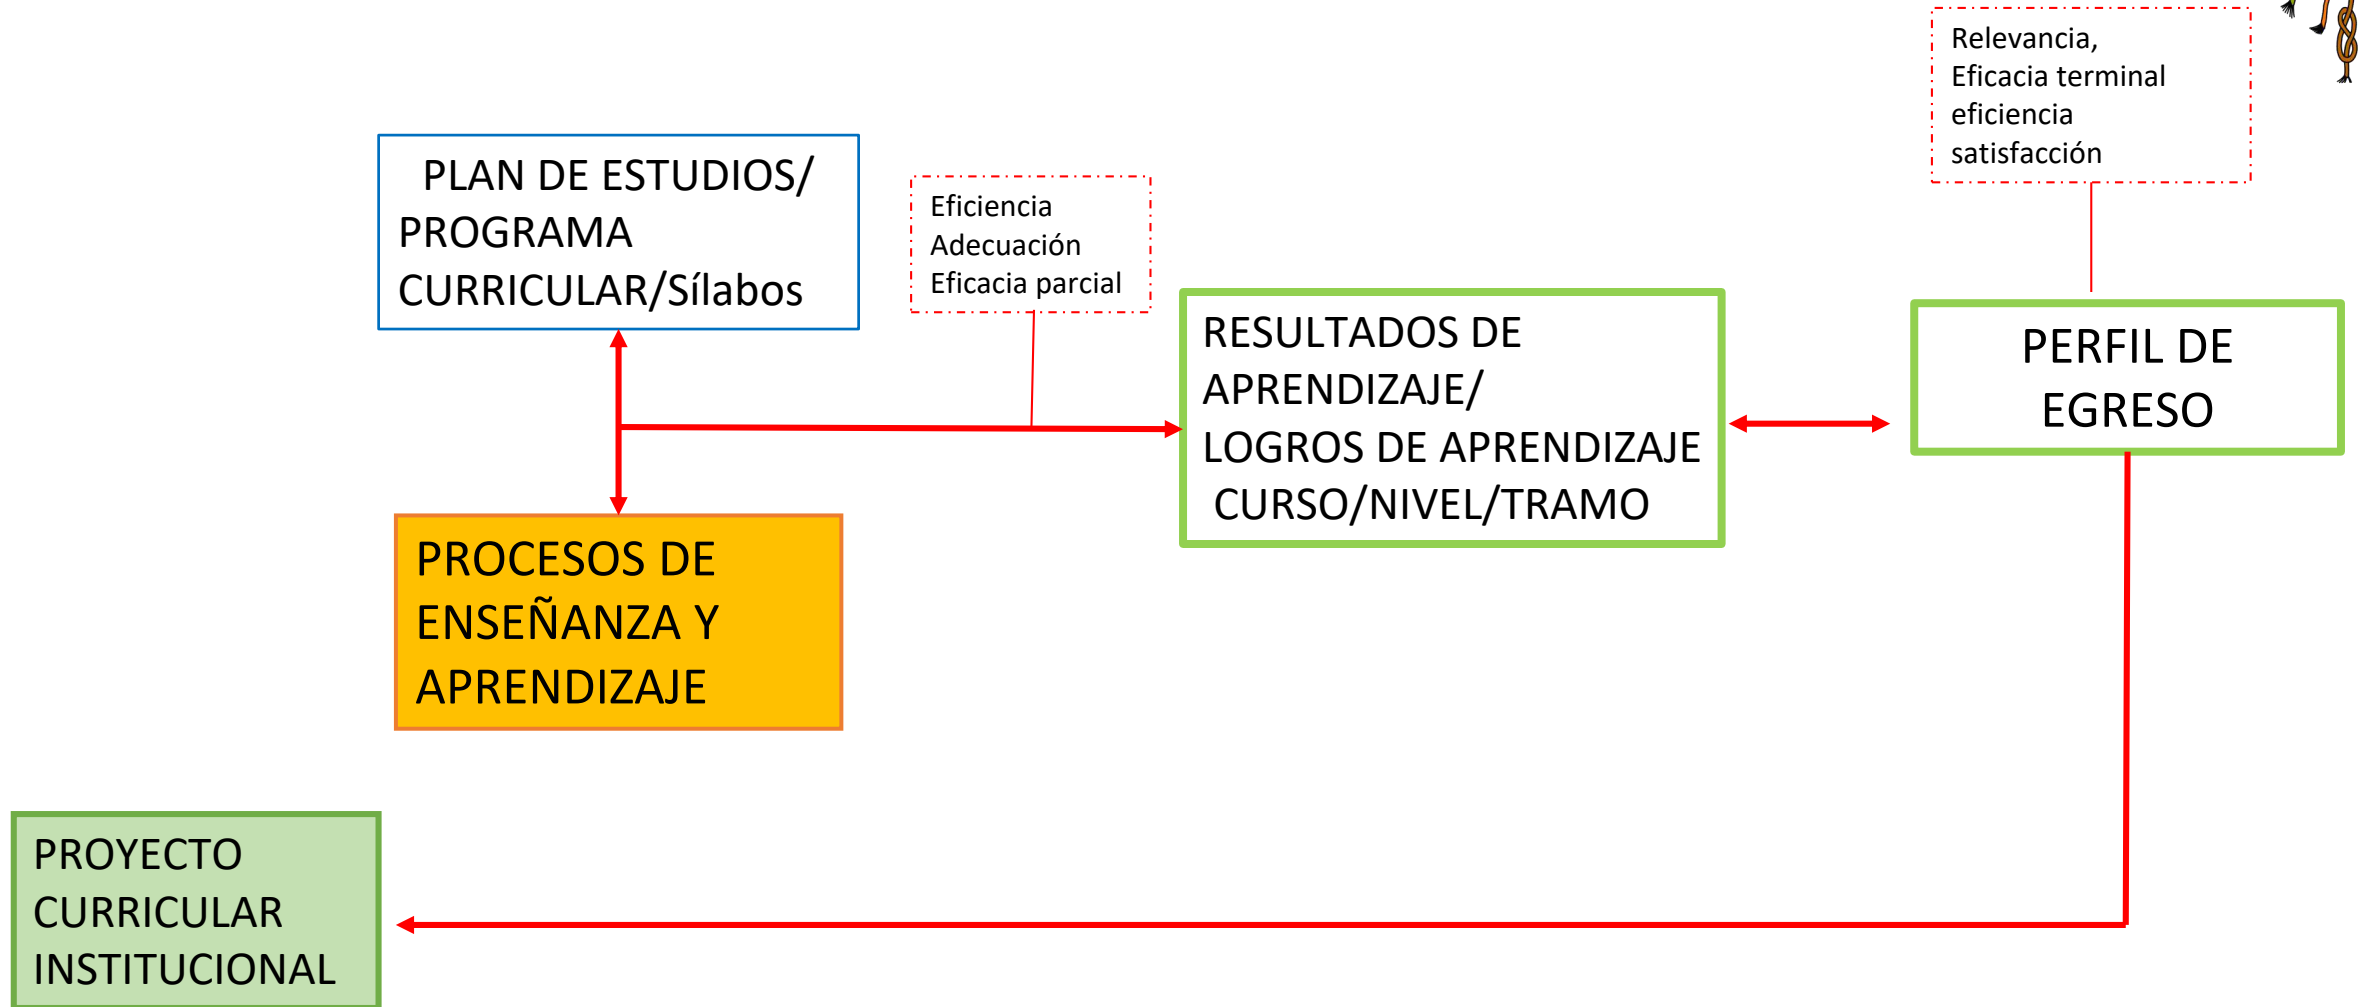 Relevancia,
Eficacia terminal
eficiencia
satisfacción
PLAN DE ESTUDIOS/
PROGRAMA
CURRICULAR/Sílabos
Eficiencia
Adecuación
Eficacia parcial
RESULTADOS DE
APRENDIZAJE/
LOGROS DE APRENDIZAJE
CURSO/NIVEL/TRAMO
PERFIL DE
EGRESO
PROCESOS DE
ENSEÑANZA Y
APRENDIZAJE
PROYECTO
CURRICULAR
INSTITUCIONAL